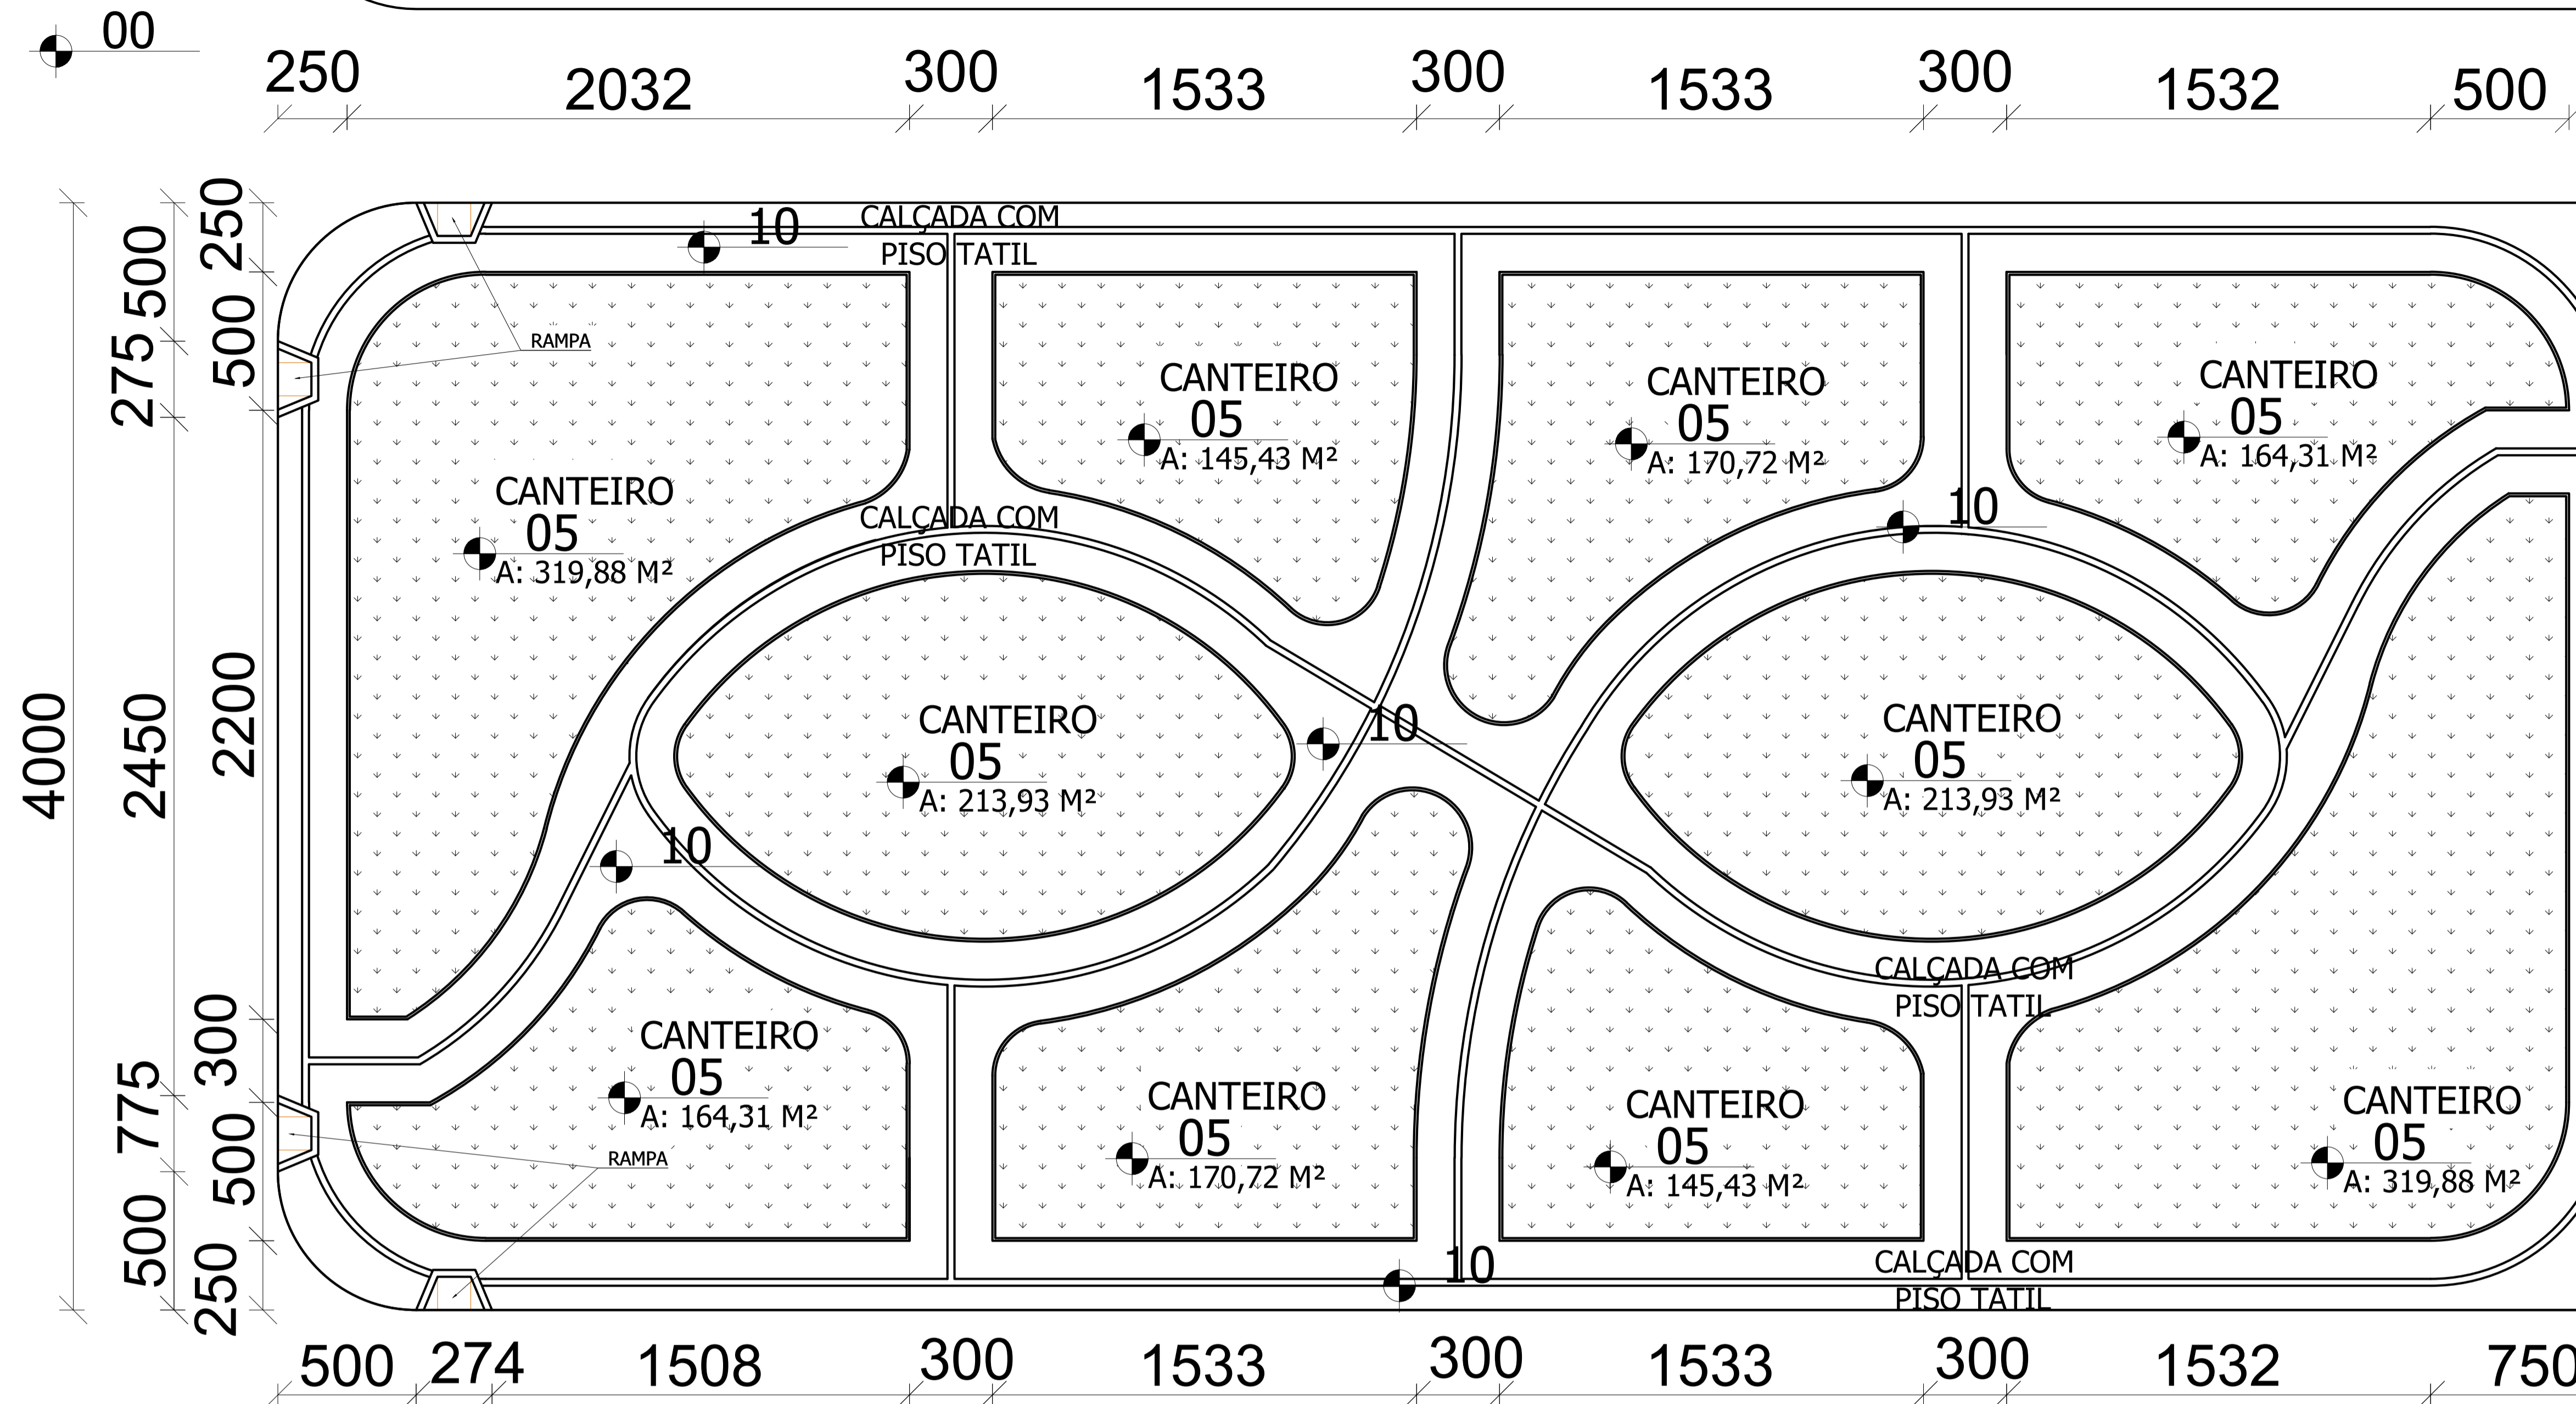 00
250
2032
300
1533
300
1533
300
1532
500
4000
500
275
2450
775
500
250
500
2200
300
500
250
10
CALÇADA COM
PISO TATIL
RAMPA
CANTEIRO
05
A: 319,88 M²
CANTEIRO
05
A: 145,43 M²
CANTEIRO
05
A: 170,72 M²
CANTEIRO
05
A: 164,31 M²
CALÇADA COM
PISO TATIL
10
CANTEIRO
05
A: 213,93 M²
10
CANTEIRO
05
A: 213,93 M²
10
CALÇADA COM
PISO TATIL
CANTEIRO
05
A: 164,31 M²
RAMPA
CANTEIRO
05
A: 170,72 M²
CANTEIRO
05
A: 145,43 M²
CANTEIRO
05
A: 319,88 M²
10
CALÇADA COM
PISO TATIL
500
274
1508
300
1533
300
1533
300
1532
750